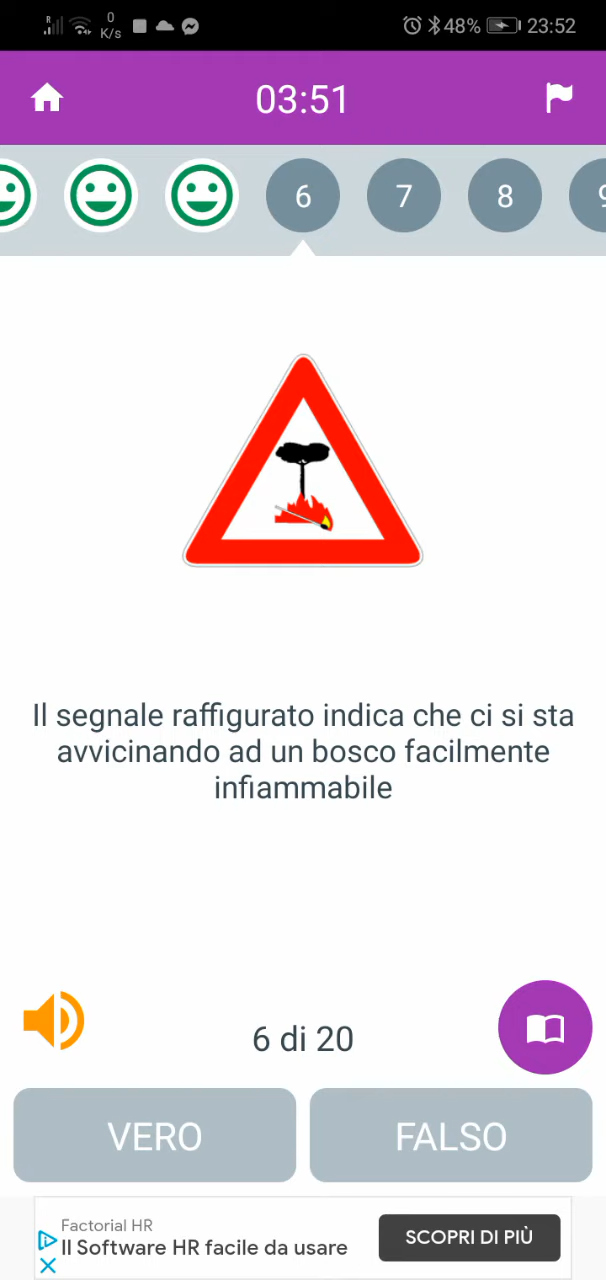 R 0 K/s 48% 23:52
03:51
6 7 8 9
Il segnale raffigurato indica che ci si sta
avvicinando ad un bosco facilmente
infiammabile
6 di 20
VERO FALSO
Factorial HR
Il Software HR facile da usare
SCOPRI DI PIÙ